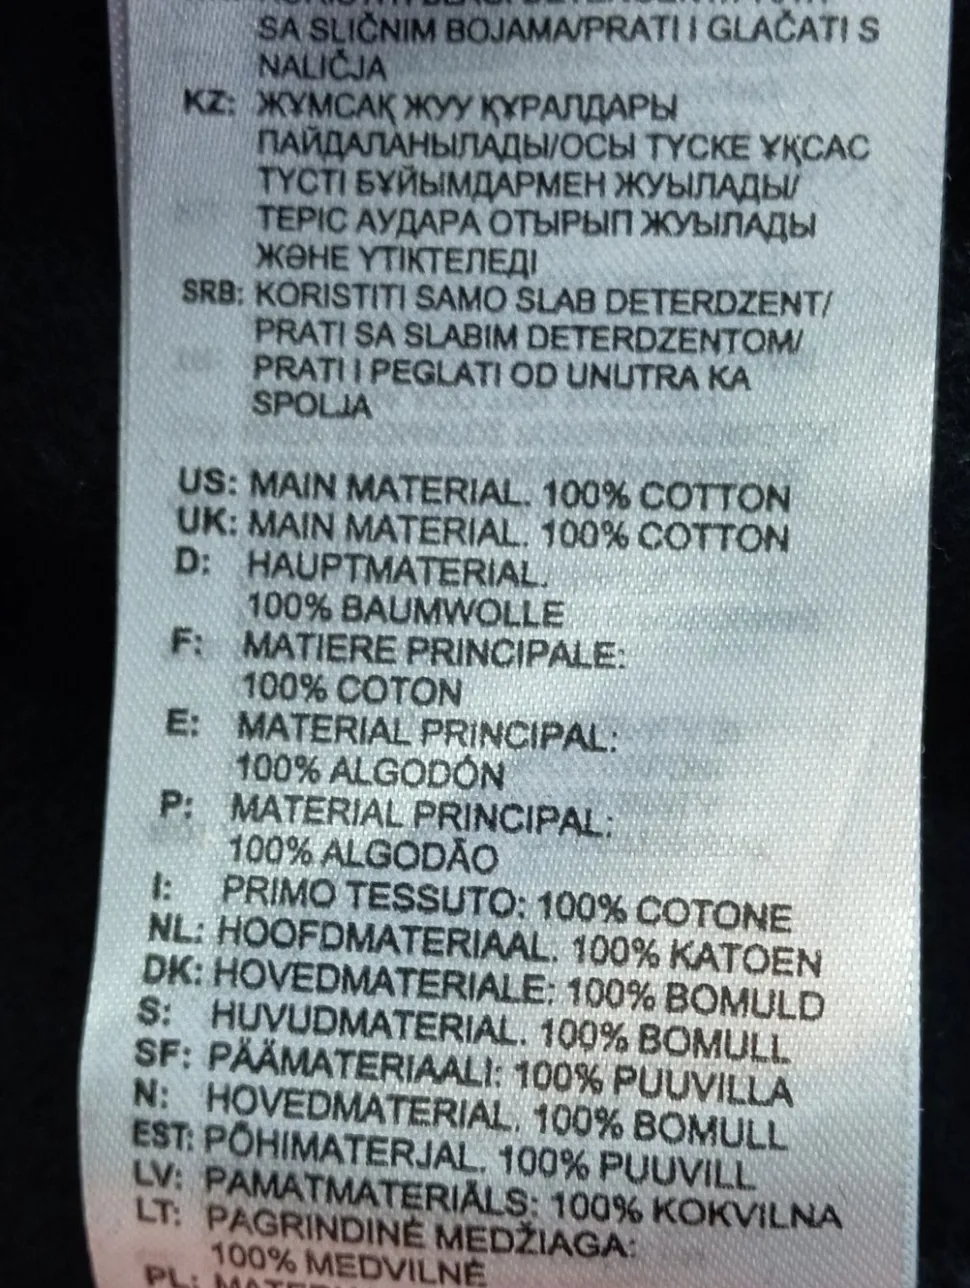 SA SLIČNIM BOJAMA/PRATI I GLAČATI S
NALIČJA
KZ: ЖҰМСАҚ ЖУУ ҚҰРАЛДАРЫ
ПАЙДАЛАНЫЛАДЫ/ОСЫ ТҮСКЕ ҰҚСАС
ТҮСТІ БҰЙЫМДАРМЕН ЖУЫЛАДЫ/
ТЕРІС АУДАРА ОТЫРЫП ЖУЫЛАДЫ
ЖӘНЕ ҮТІКТЕЛЕДІ
SRB: KORISTITI SAMO SLAB DETERDZENT/
PRATI SA SLABIM DETERDZENTOM/
PRATI I PEGLATI OD UNUTRA KA
SPOLJA
US: MAIN MATERIAL. 100% COTTON
UK: MAIN MATERIAL. 100% COTTON
D: HAUPTMATERIAL.
100% BAUMWOLLE
F: MATIERE PRINCIPALE:
100% COTON
E: MATERIAL PRINCIPAL:
100% ALGODÓN
P: MATERIAL PRINCIPAL:
100% ALGODÃO
I: PRIMO TESSUTO: 100% COTONE
NL: HOOFDMATERIAAL. 100% KATOEN
DK: HOVEDMATERIALE: 100% BOMULD
S: HUVUDMATERIAL. 100% BOMULL
SF: PÄÄMATERIAALI: 100% PUUVILLA
N: HOVEDMATERIAL. 100% BOMULL
EST: PÕHIMATERJAL. 100% PUUVILL
LV: PAMATMATERIĀLS: 100% KOKVILNA
LT: PAGRINDINĖ MEDŽIAGA:
100% MEDVILNĖ
PL: